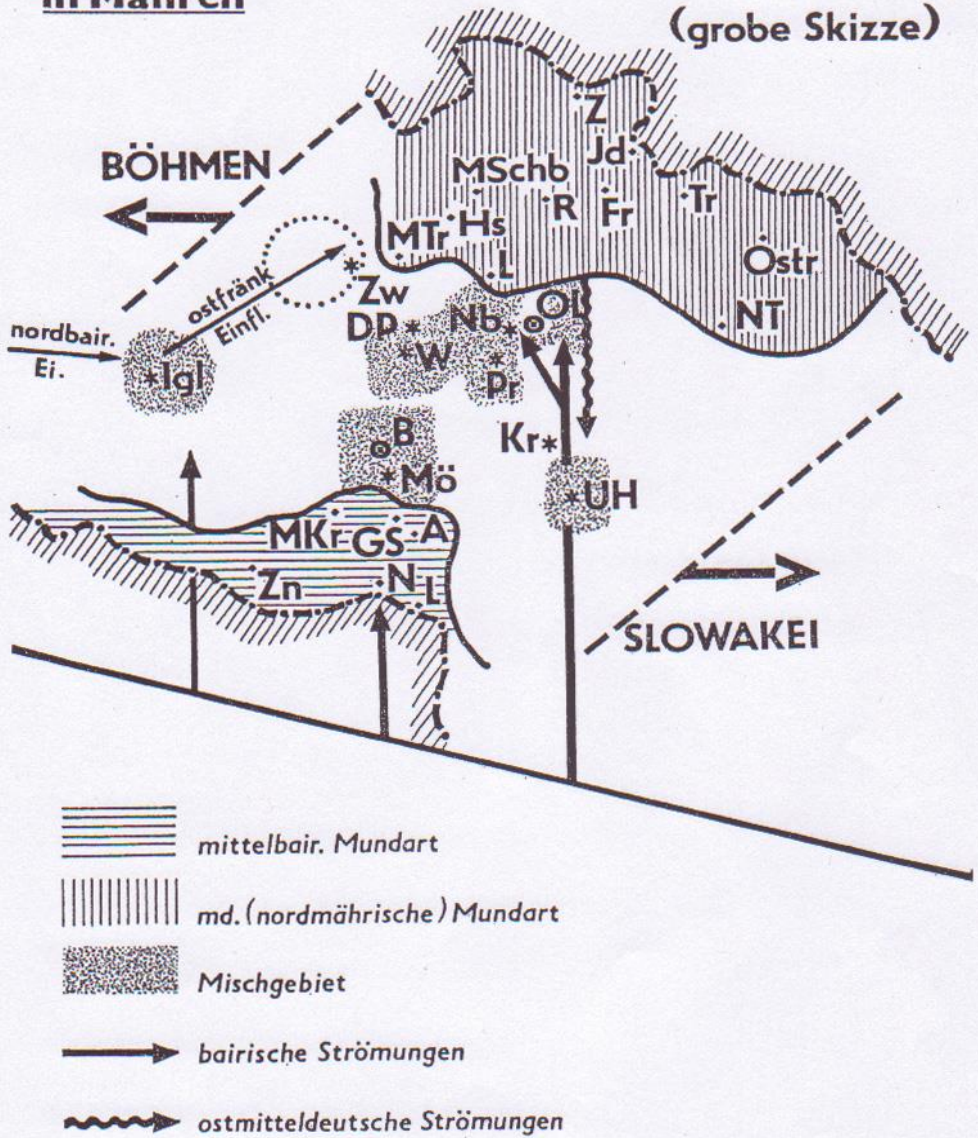 in Mähren
(grobe Skizze)
BÖHMEN
Z
Jd
MSchb
R
Fr
Tr
Hs
MTr
L
Ostr
NT
ostfränk
Einfl.
Zw
nordbair.
Ei.
Igl
DP
W
Nb
OL
Pr
B
Mö
Kr
UH
MKr
GS
A
Zn
N
L
SLOWAKEI
mittelbair. Mundart
md. (nordmährische) Mundart
Mischgebiet
bairische Strömungen
ostmitteldeutsche Strömungen